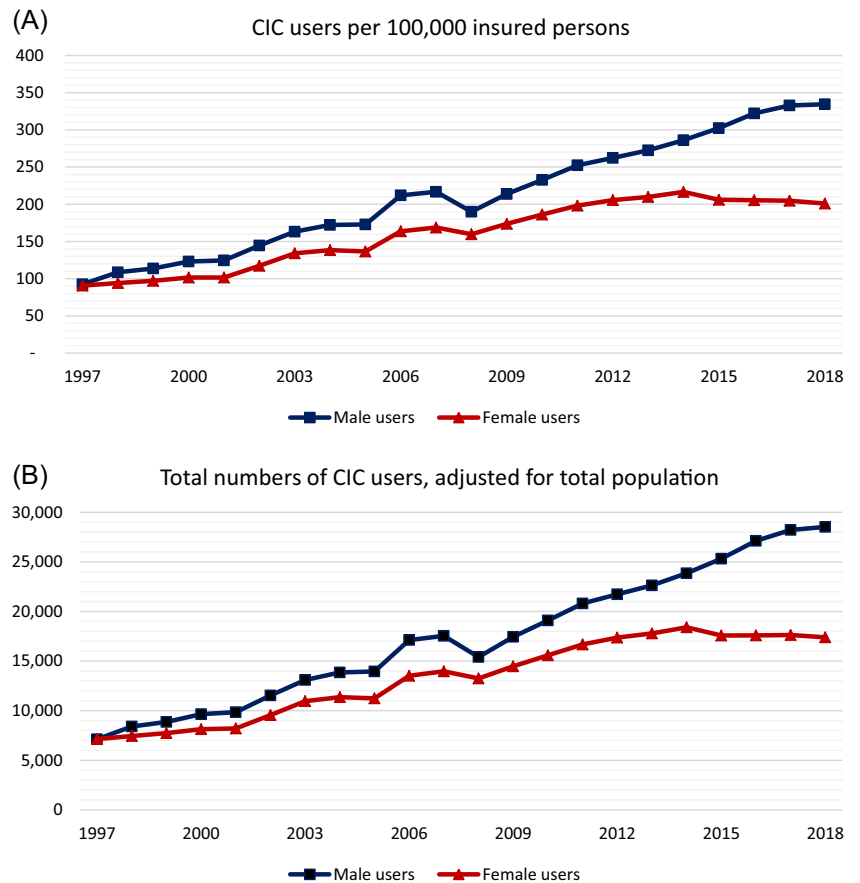 (A)
CIC users per 100,000 insured persons
400
350
300
250
200
150
100
50
-
1997 2000 2003 2006 2009 2012 2015 2018
Male users Female users
(B)
Total numbers of CIC users, adjusted for total population
30,000
25,000
20,000
15,000
10,000
5,000
0
1997 2000 2003 2006 2009 2012 2015 2018
Male users Female users